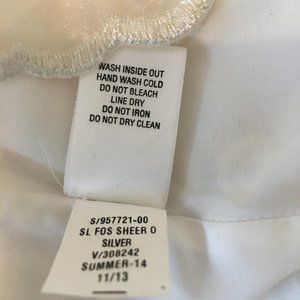 WASH INSIDE OUT
HAND WASH COLD
DO NOT BLEACH
LINE DRY
DO NOT IRON
DO NOT DRY CLEAN
S/957721-00
SL FOS SHEER O
SILVER
V/308242
SUMMER-14
11/13